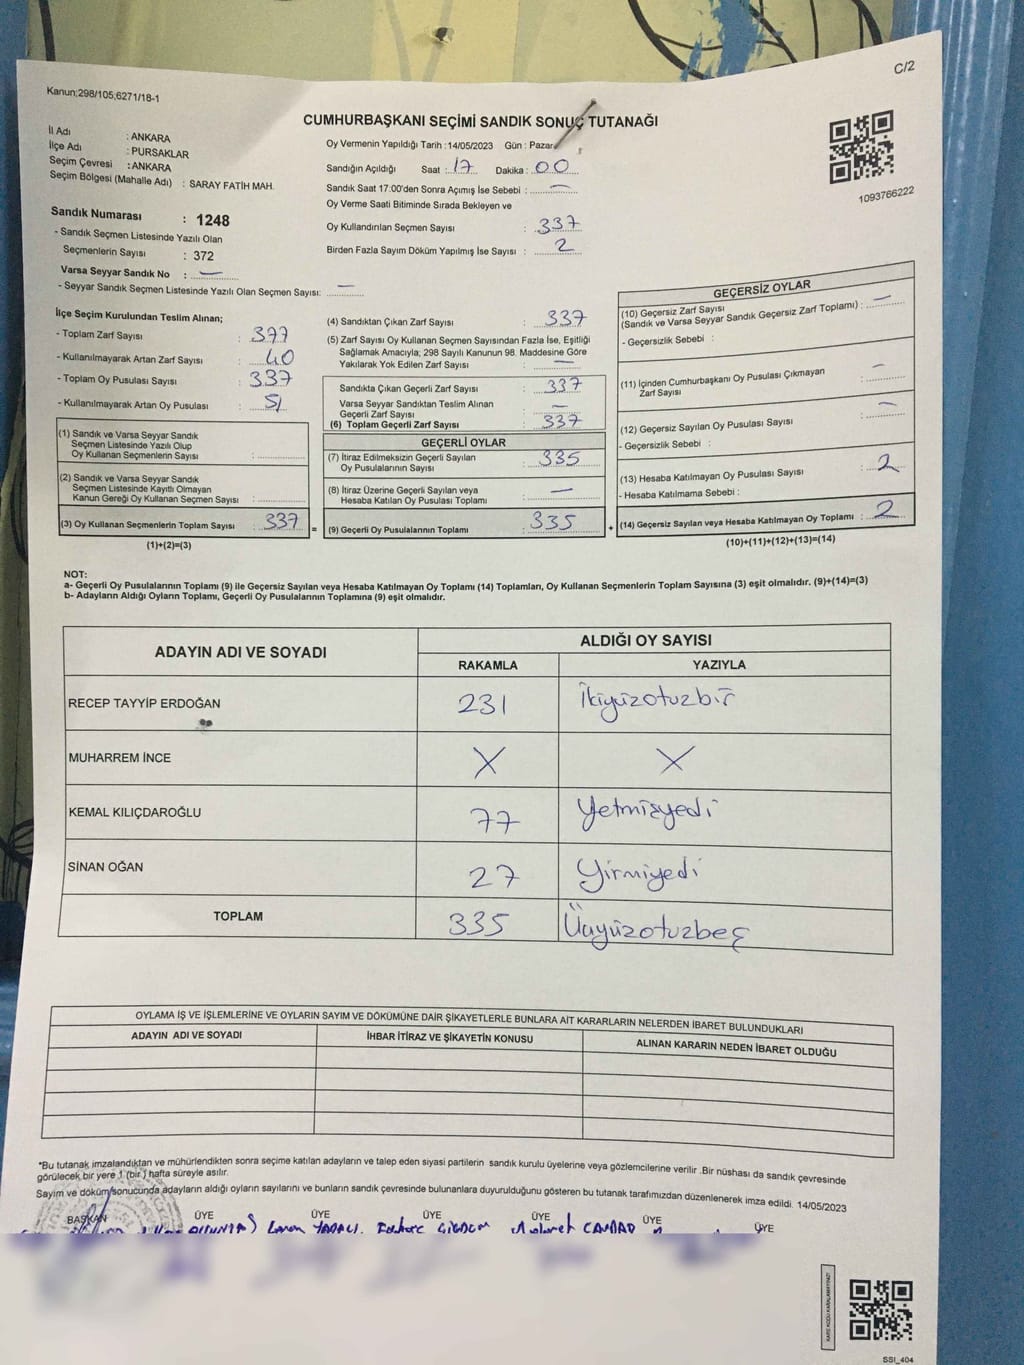 C/2
Kanun;298/105;6271/18-1
CUMHURBAŞKANI SEÇİMİ SANDIK SONUÇ TUTANAĞI
İl Adı : ANKARA
İlçe Adı : PURSAKLAR
Seçim Çevresi : ANKARA
Seçim Bölgesi (Mahalle Adı) : SARAY FATİH MAH.
Sandık Numarası : 1248
- Sandık Seçmen Listesinde Yazılı Olan
Seçmenlerin Sayısı : 372
Varsa Seyyar Sandık No : —
- Seyyar Sandık Seçmen Listesinde Yazılı Olan Seçmen Sayısı: —
Oy Vermenin Yapıldığı Tarih : 14/05/2023 Gün : Pazar
Sandığın Açıldığı Saat : 17 Dakika : 00
Sandık Saat 17:00'den Sonra Açımış İse Sebebi : —
Oy Verme Saati Bitiminde Sırada Bekleyen ve
Oy Kullandırılan Seçmen Sayısı : 337
Birden Fazla Sayım Döküm Yapılmış İse Sayısı : 2
1093766222
İlçe Seçim Kurulundan Teslim Alınan;
- Toplam Zarf Sayısı : 377
- Kullanılmayarak Artan Zarf Sayısı : 40
- Toplam Oy Pusulası Sayısı : 337
- Kullanılmayarak Artan Oy Pusulası : 51
(1) Sandık ve Varsa Seyyar Sandık
Seçmen Listesinde Yazılı Olup
Oy Kullanan Seçmenlerin Sayısı :
(2) Sandık ve Varsa Seyyar Sandık
Seçmen Listesinde Kayıtlı Olmayan
Kanun Gereği Oy Kullanan Seçmen Sayısı :
(3) Oy Kullanan Seçmenlerin Toplam Sayısı : 337 =
(1)+(2)=(3)
(4) Sandıktan Çıkan Zarf Sayısı : 337
(5) Zarf Sayısı Oy Kullanan Seçmen Sayısından Fazla İse, Eşitliği
Sağlamak Amacıyla; 298 Sayılı Kanunun 98. Maddesine Göre
Yakılarak Yok Edilen Zarf Sayısı : —
Sandıkta Çıkan Geçerli Zarf Sayısı : 337
Varsa Seyyar Sandıktan Teslim Alınan
Geçerli Zarf Sayısı : —
(6) Toplam Geçerli Zarf Sayısı : 337
GEÇERLİ OYLAR
(7) İtiraz Edilmeksizin Geçerli Sayılan
Oy Pusulalarının Sayısı : 335
(8) İtiraz Üzerine Geçerli Sayılan veya
Hesaba Katılan Oy Pusulası Toplamı : —
(9) Geçerli Oy Pusulalarının Toplamı : 335 +
GEÇERSİZ OYLAR
(10) Geçersiz Zarf Sayısı
(Sandık ve Varsa Seyyar Sandık Geçersiz Zarf Toplamı) : —
- Geçersizlik Sebebi :
(11) İçinden Cumhurbaşkanı Oy Pusulası Çıkmayan
Zarf Sayısı : —
(12) Geçersiz Sayılan Oy Pusulası Sayısı : —
- Geçersizlik Sebebi :
(13) Hesaba Katılmayan Oy Pusulası Sayısı : 2
- Hesaba Katılmama Sebebi :
(14) Geçersiz Sayılan veya Hesaba Katılmayan Oy Toplamı : 2
(10)+(11)+(12)+(13)=(14)
NOT:
a- Geçerli Oy Pusulalarının Toplamı (9) ile Geçersiz Sayılan veya Hesaba Katılmayan Oy Toplamı (14) Toplamları, Oy Kullanan Seçmenlerin Toplam Sayısına (3) eşit olmalıdır. (9)+(14)=(3)
b- Adayların Aldığı Oyların Toplamı, Geçerli Oy Pusulalarının Toplamına (9) eşit olmalıdır.
ADAYIN ADI VE SOYADI ALDIĞI OY SAYISI
RAKAMLA YAZIYLA
RECEP TAYYİP ERDOĞAN 231 İkiyüzotuzbir
MUHARREM İNCE X X
KEMAL KILIÇDAROĞLU 77 Yetmişyedi
SİNAN OĞAN 27 Yirmiyedi
TOPLAM 335 Üçyüzotuzbeş
OYLAMA İŞ VE İŞLEMLERİNE VE OYLARIN SAYIM VE DÖKÜMÜNE DAİR ŞİKAYETLERLE BUNLARA AİT KARARLARIN NELERDEN İBARET BULUNDUKLARI
ADAYIN ADI VE SOYADI İHBAR İTİRAZ VE ŞİKAYETİN KONUSU ALINAN KARARIN NEDEN İBARET OLDUĞU
*Bu tutanak imzalandıktan ve mühürlendikten sonra seçime katılan adayların ve talep eden siyasi partilerin sandık kurulu üyelerine veya gözlemcilerine verilir .Bir nüshası da sandık çevresinde
görülecek bir yere 1 (bir ) hafta süreyle asılır.
Sayım ve döküm sonucunda adayların aldığı oyların sayılarını ve bunların sandık çevresinde bulunanlara duyurulduğunu gösteren bu tutanak tarafımızdan düzenlenerek imza edildi. 14/05/2023
BAŞKAN ÜYE ÜYE ÜYE ÜYE ÜYE ÜYE
SSI_404